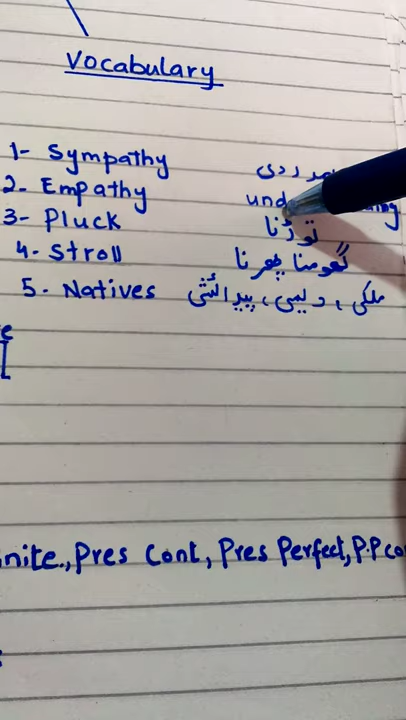 Vocabulary
1- Sympathy ردی
2. Empathy und
3- Pluck توڑنا
4- Stroll گھومنا پھرنا
5. Natives ملکی، دیسی، پیدائشی
e
nite., Pres Cont, Pres Perfect, P.P co